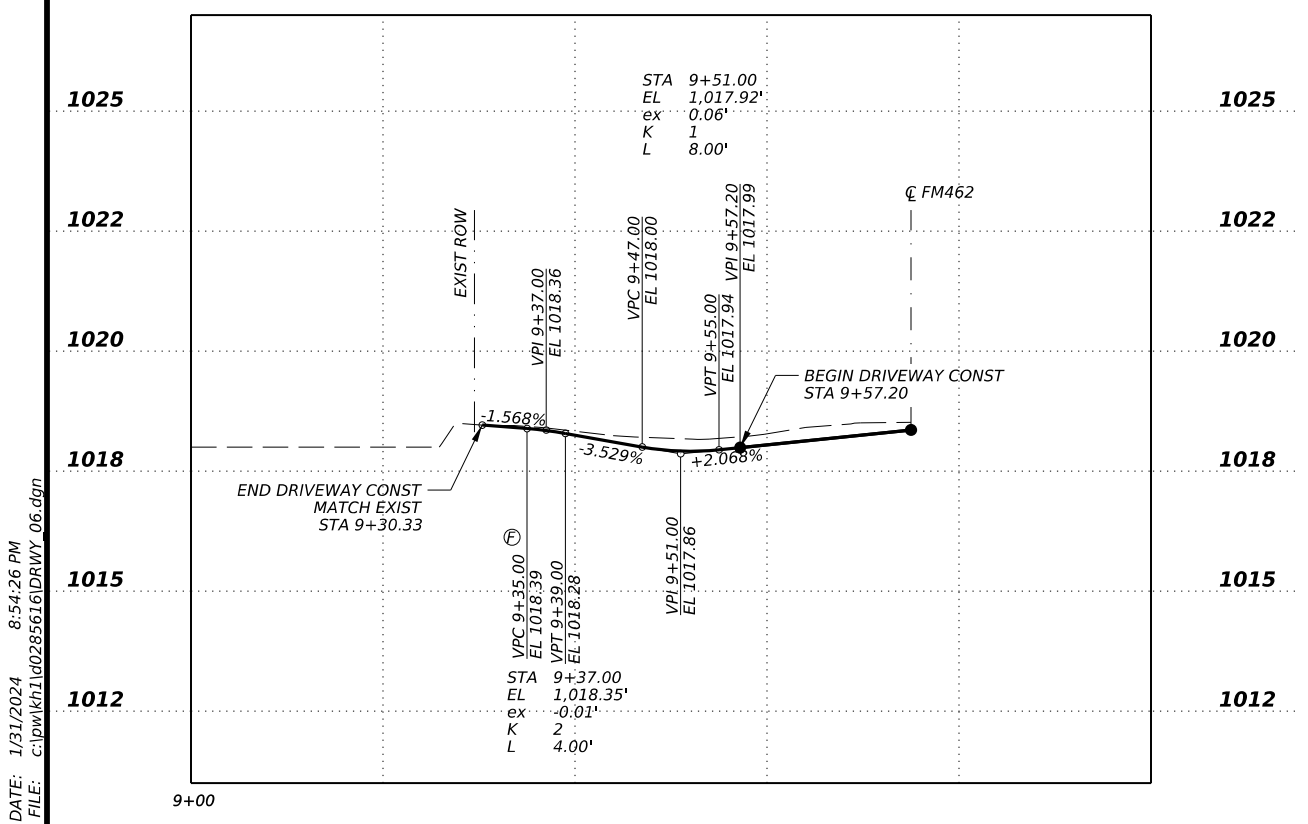 STA 9+51.00
EL 1,017.92'
ex 0.06'
K 1
L 8.00'
1025 1025
℄ FM462
1022 1022
EXIST ROW
VPI 9+37.00
EL 1018.36
VPC 9+47.00
EL 1018.00
VPT 9+55.00
EL 1017.94
VPI 9+57.20
EL 1017.99
1020 1020
BEGIN DRIVEWAY CONST
STA 9+57.20
-1.568%
-3.529%
+2.068%
1018 1018
END DRIVEWAY CONST
MATCH EXIST
STA 9+30.33
F
VPC 9+35.00
EL 1018.39
VPT 9+39.00
EL 1018.28
VPI 9+51.00
EL 1017.86
1015 1015
STA 9+37.00
EL 1,018.35'
ex -0.01'
K 2
L 4.00'
1012 1012
9+00
DATE: 1/31/2024 8:54:26 PM
FILE: c:\pw\kh1\d0285616\DRWY_06.dgn